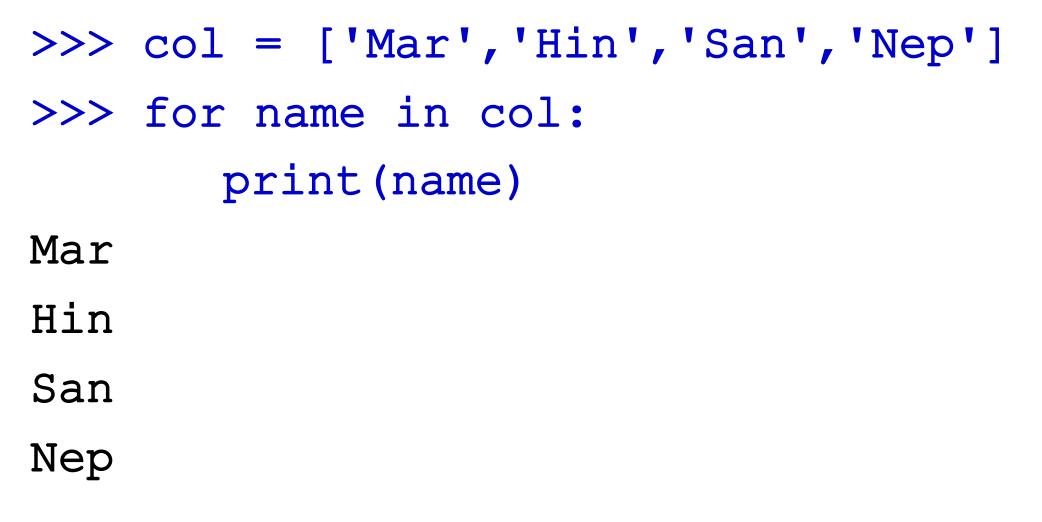 >>> col = ['Mar','Hin','San','Nep']
>>> for name in col:
print(name)
Mar
Hin
San
Nep